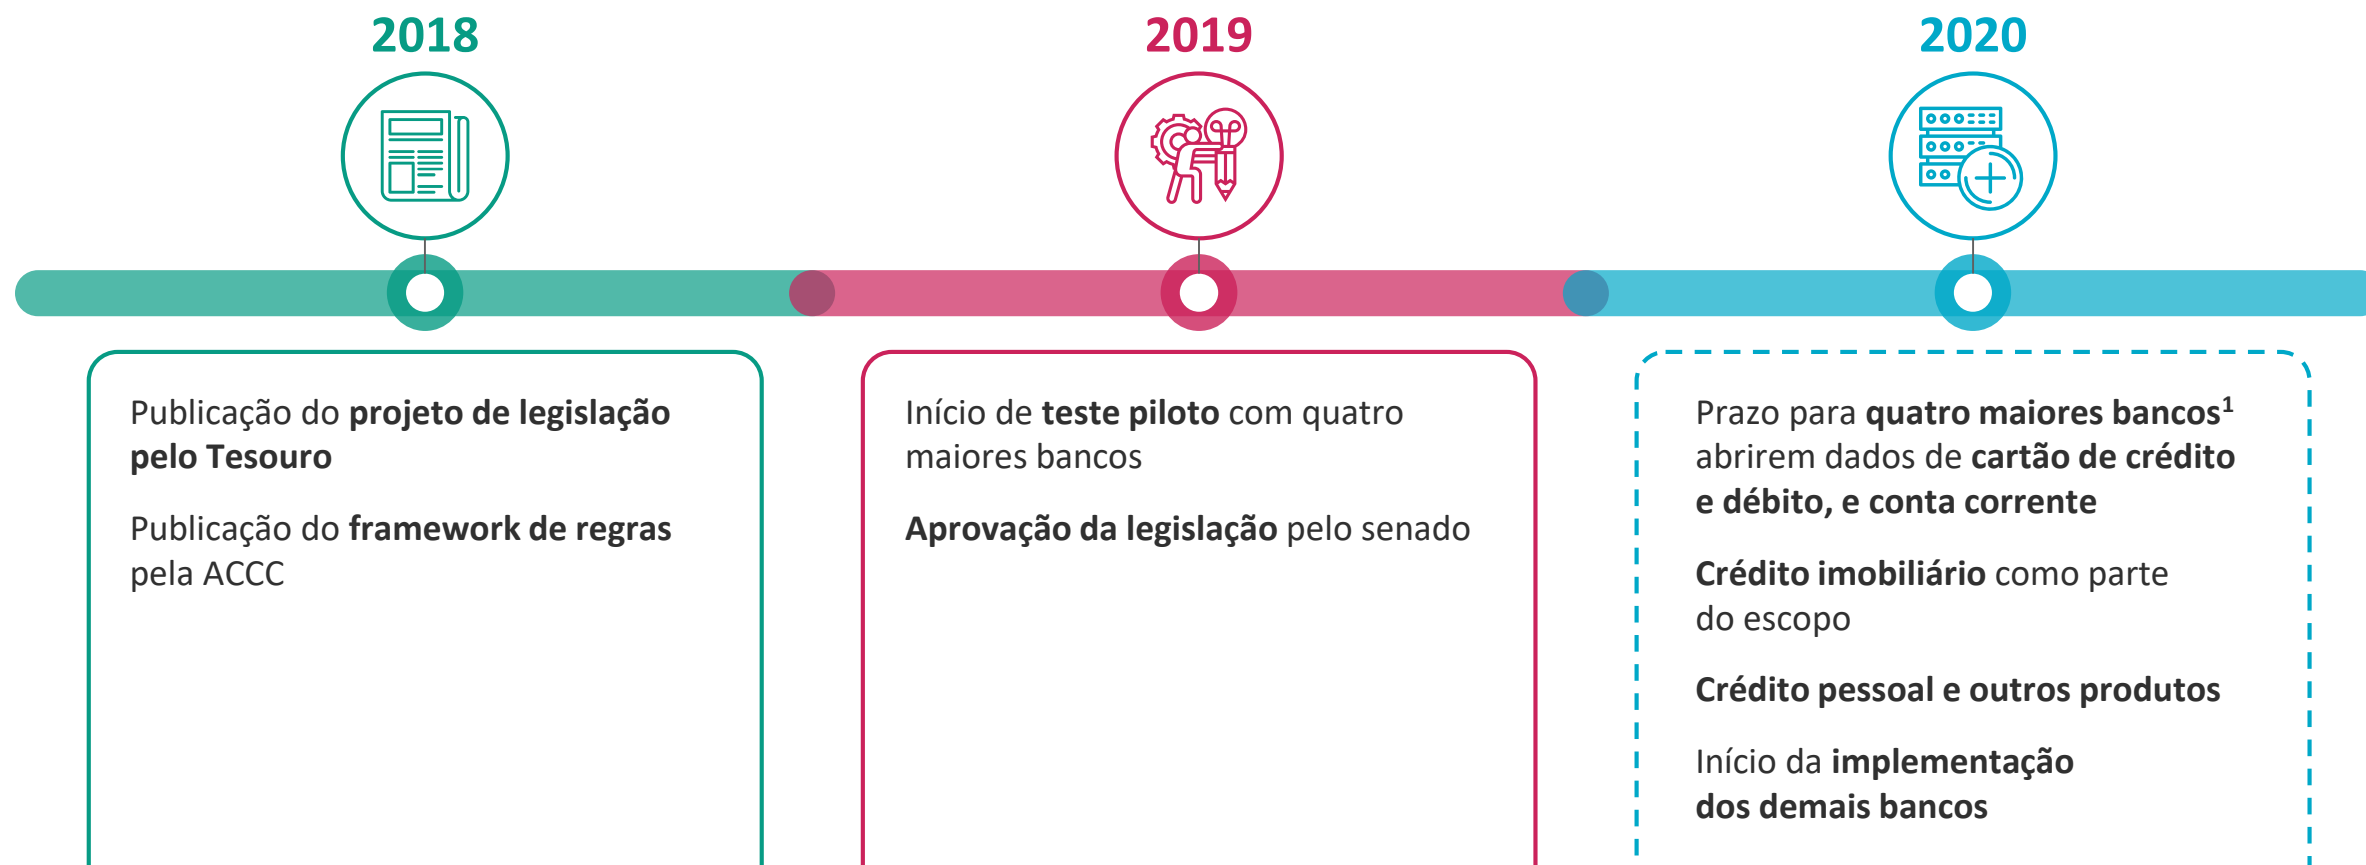 2018
2019
2020
Publicação do projeto de legislação
pelo Tesouro
Publicação do framework de regras
pela ACCC
Início de teste piloto com quatro
maiores bancos
Aprovação da legislação pelo senado
Prazo para quatro maiores bancos¹
abrirem dados de cartão de crédito
e débito, e conta corrente
Crédito imobiliário como parte
do escopo
Crédito pessoal e outros produtos
Início da implementação
dos demais bancos